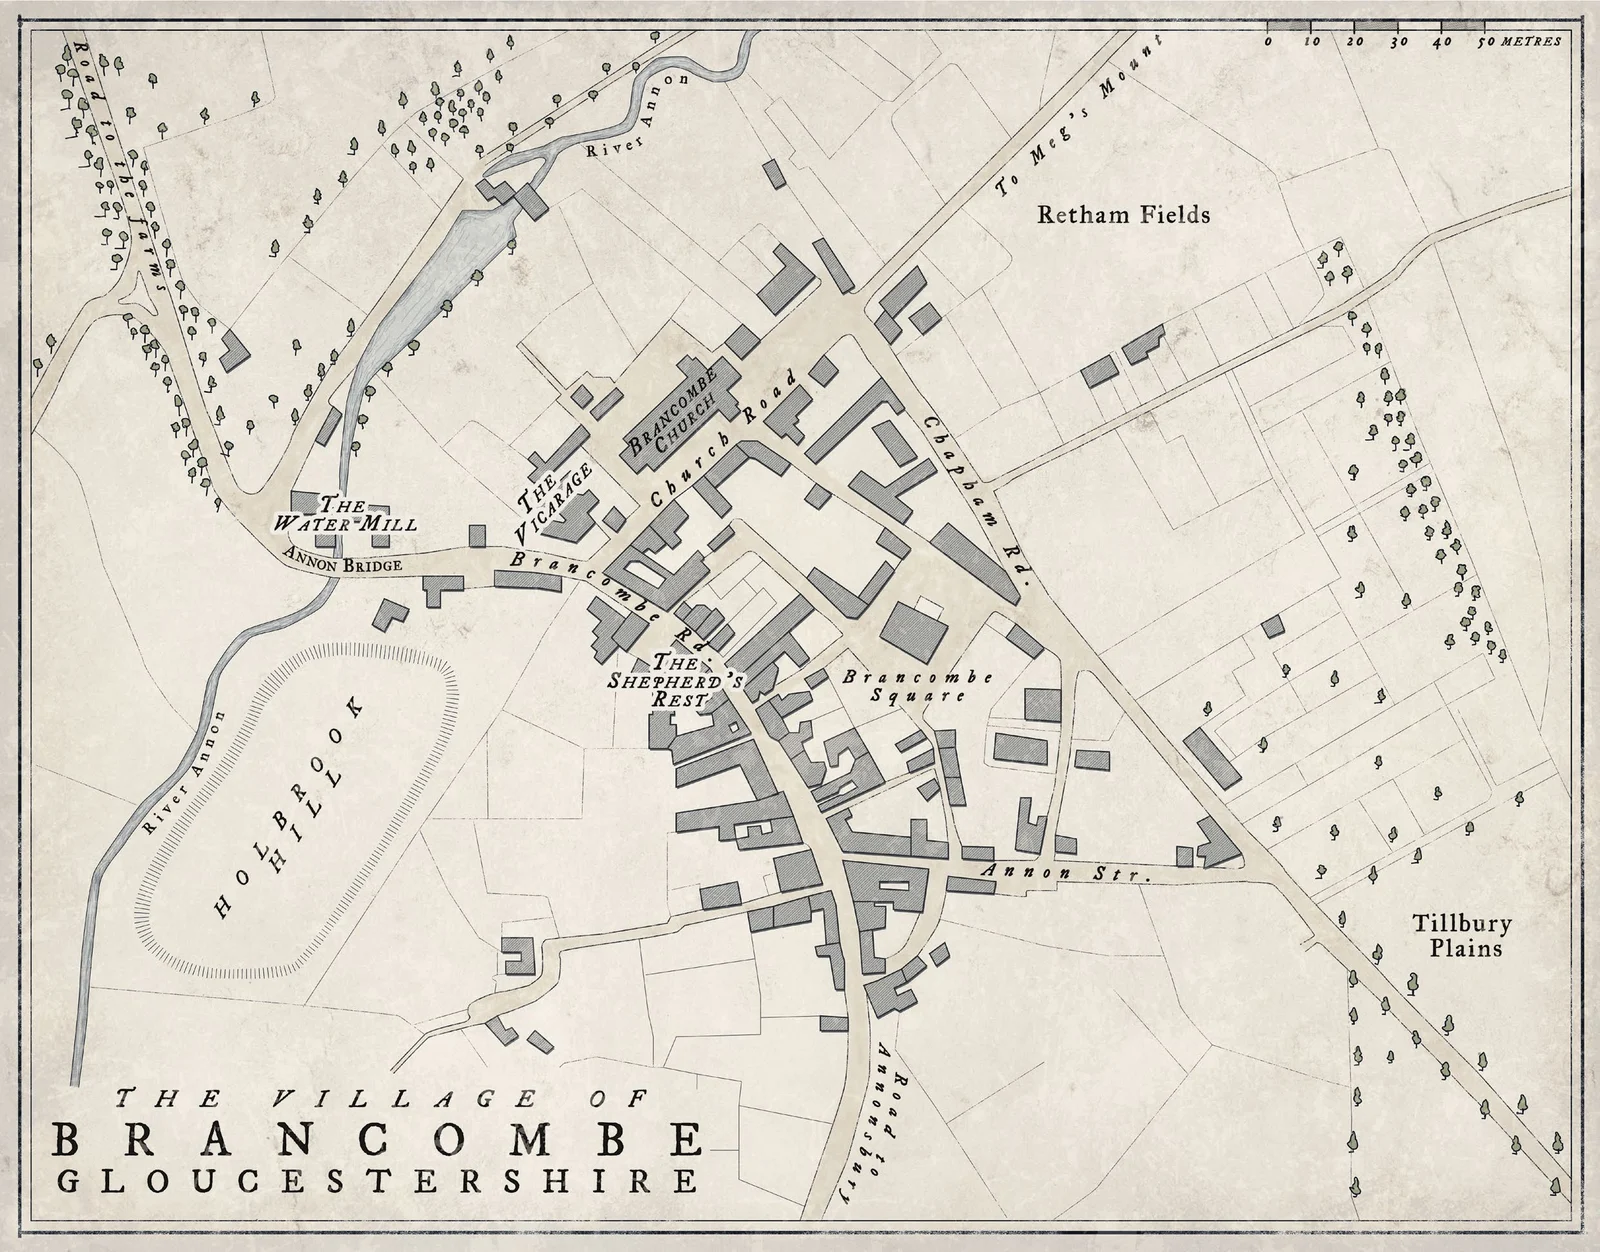 0 10 20 30 40 50 METRES
Road to the farms
River Annon
To Meg's Mount
Retham Fields
BRANCOMBE
CHURCH
Church Road
Chapham Rd.
THE
VICARAGE
THE
WATER MILL
ANNON BRIDGE
Brancombe Rd.
THE
SHEPHERD'S
REST
Brancombe
Square
River Annon
HOLBROOK
HILL
Annon Str.
Tillbury
Plains
Road to
Annonsbury
THE VILLAGE OF
BRANCOMBE
GLOUCESTERSHIRE